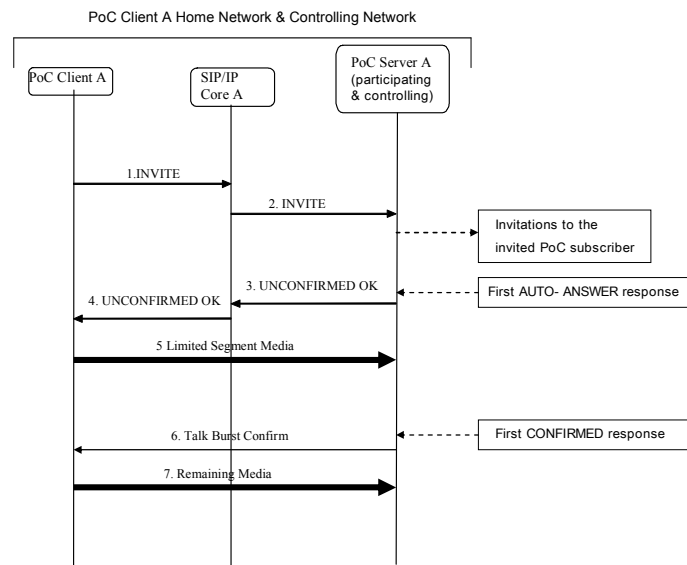 PoC Client A Home Network & Controlling Network
PoC Client A
SIP/IP
Core A
PoC Server A
(participating
& controlling)
1.INVITE
2. INVITE
Invitations to the
invited PoC subscriber
3. UNCONFIRMED OK
First AUTO- ANSWER response
4. UNCONFIRMED OK
5 Limited Segment Media
First CONFIRMED response
6. Talk Burst Confirm
7. Remaining Media